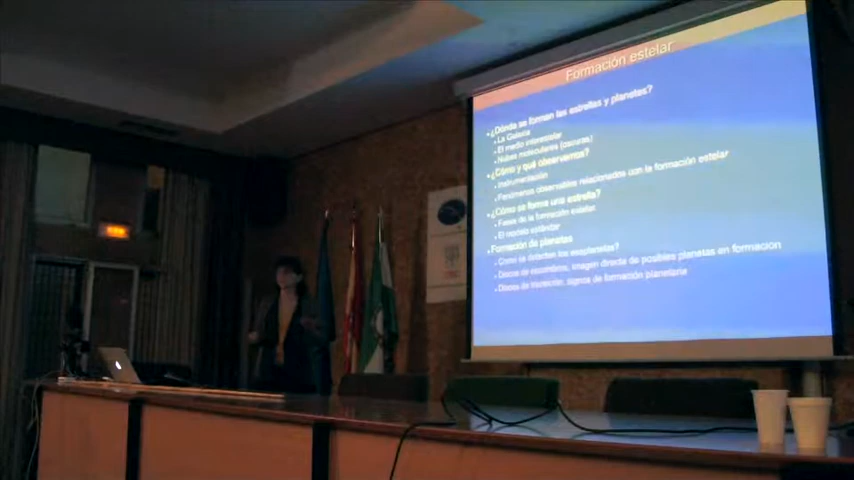 Formación estelar
• ¿Dónde se forman las estrellas y planetas?
• La Galaxia
• El medio interestelar
• Nubes moleculares (oscuras)
• ¿Cómo y qué observamos?
• Instrumentación
• Fenómenos observables relacionados con la formación estelar
• ¿Cómo se forma una estrella?
• Fases de la formación estelar
• El modelo estándar
• Formación de planetas
• Como se detectan los exoplanetas?
• Discos de escombros, imagen directa de posibles planetas en formación
• Discos de transición, signos de formación planetaria